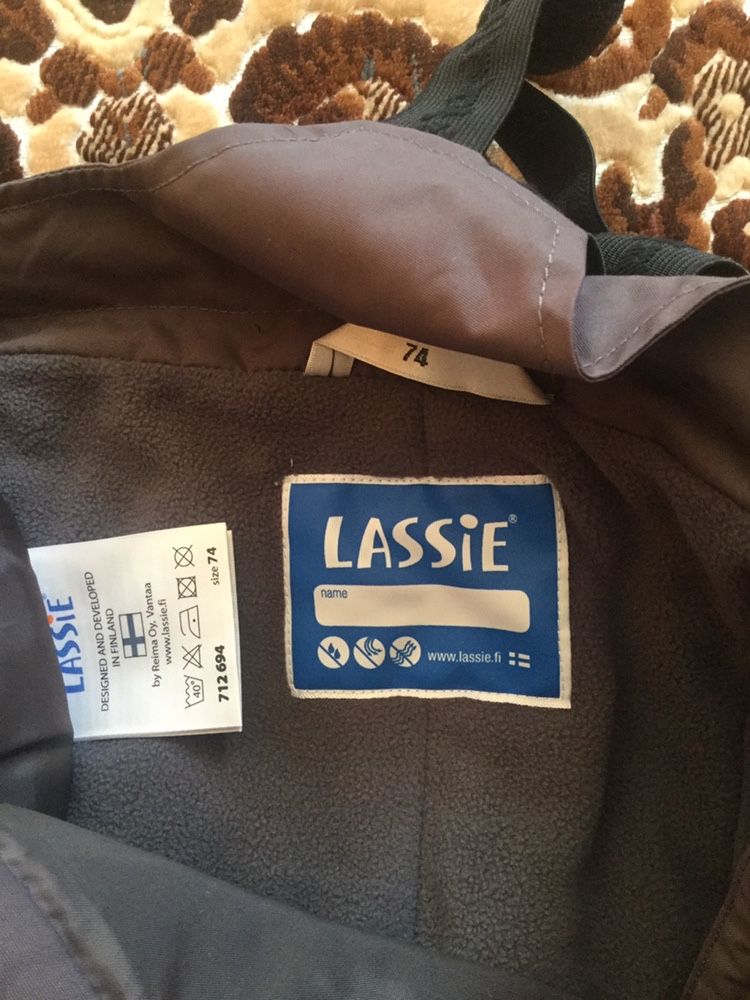 74
LASSiE®
name
www.lassie.fi
LASSiE
DESIGNED AND DEVELOPED
IN FINLAND
by Reima Oy, Vantaa
www.lassie.fi
40°
712 694
size 74